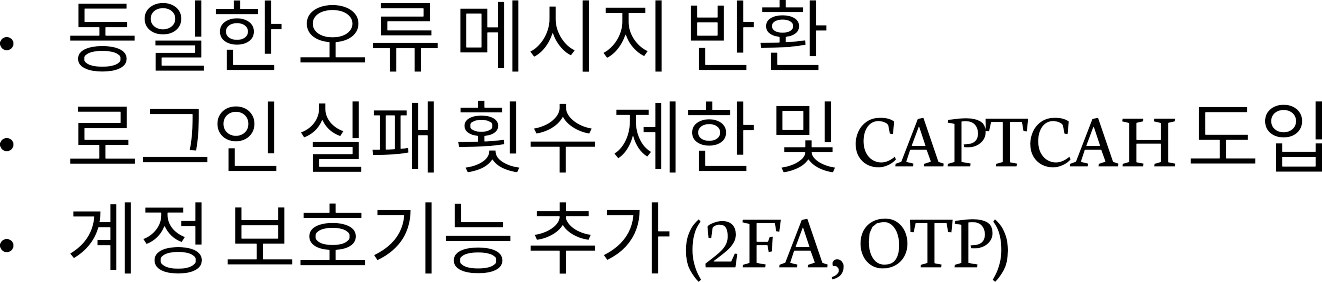 • 동일한 오류 메시지 반환
• 로그인 실패 횟수 제한 및 CAPTCAH 도입
• 계정 보호기능 추가 (2FA, OTP)